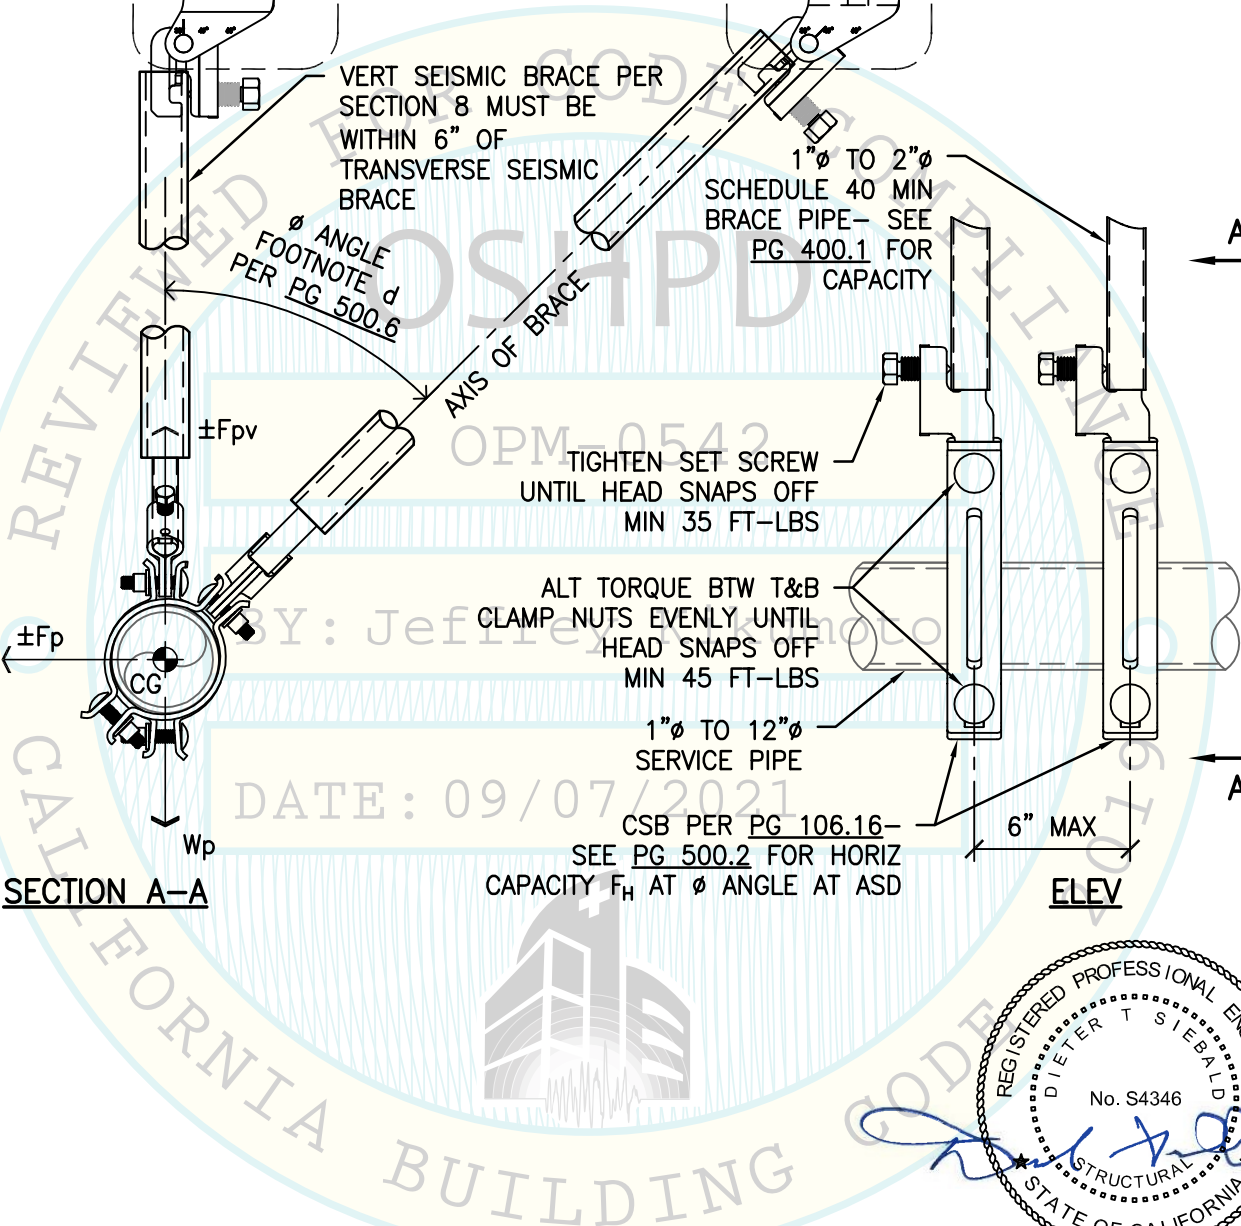 VERT SEISMIC BRACE PER
SECTION 8 MUST BE
WITHIN 6" OF
TRANSVERSE SEISMIC
BRACE
ø ANGLE
FOOTNOTE d
PER PG 500.6
AXIS OF BRACE
1"ø TO 2"ø
SCHEDULE 40 MIN
BRACE PIPE- SEE
PG 400.1 FOR
CAPACITY
A
±Fpv
TIGHTEN SET SCREW
UNTIL HEAD SNAPS OFF
MIN 35 FT-LBS
ALT TORQUE BTW T&B
CLAMP NUTS EVENLY UNTIL
HEAD SNAPS OFF
MIN 45 FT-LBS
±Fp
CG
1"ø TO 12"ø
SERVICE PIPE
Wp
CSB PER PG 106.16-
SEE PG 500.2 FOR HORIZ
CAPACITY FH AT ø ANGLE AT ASD
6" MAX
A
SECTION A-A
ELEV
REVIEWED FOR CODE COMPLIANCE
OSHPD
OPM-0542
BY: Jeffrey Kikumoto
DATE: 09/07/2021
CALIFORNIA BUILDING CODE 2019
REGISTERED PROFESSIONAL
DIETER T SIEBALD
No. S4346
STRUCTURAL
STATE OF CALIFORNIA